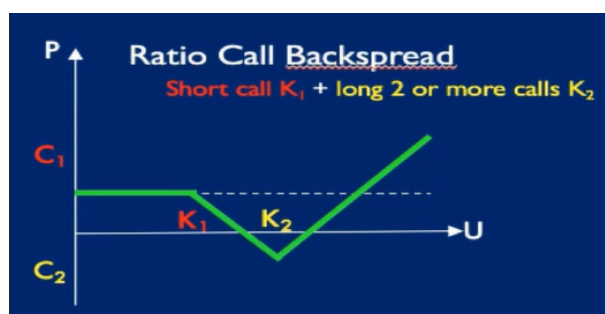 P
Ratio Call Backspread
Short call K₁ + long 2 or more calls K₂
C₁
K₁
K₂
U
C₂